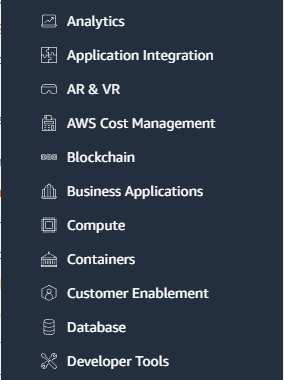 Analytics
Application Integration
AR & VR
AWS Cost Management
Blockchain
Business Applications
Compute
Containers
Customer Enablement
Database
Developer Tools